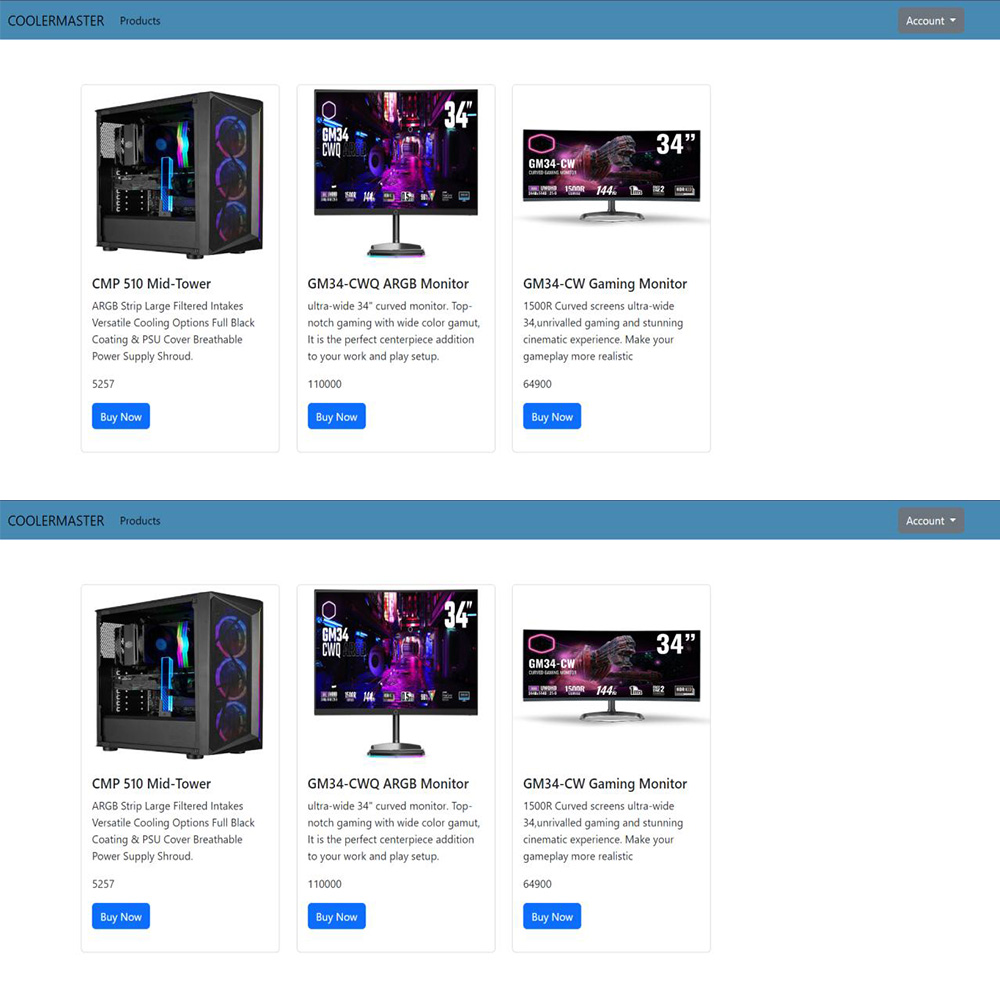 COOLERMASTER Products Account
34"
GM34
CWQ ARGB
34”
GM34-CW
CURVED GAMING MONITOR
1500R 144Hz
CMP 510 Mid-Tower
ARGB Strip Large Filtered Intakes
Versatile Cooling Options Full Black
Coating & PSU Cover Breathable
Power Supply Shroud.
5257
Buy Now
GM34-CWQ ARGB Monitor
ultra-wide 34" curved monitor. Top-
notch gaming with wide color gamut,
It is the perfect centerpiece addition
to your work and play setup.
110000
Buy Now
GM34-CW Gaming Monitor
1500R Curved screens ultra-wide
34,unrivalled gaming and stunning
cinematic experience. Make your
gameplay more realistic
64900
Buy Now
COOLERMASTER Products Account
34"
GM34
CWQ ARGB
34”
GM34-CW
CURVED GAMING MONITOR
1500R 144Hz
CMP 510 Mid-Tower
ARGB Strip Large Filtered Intakes
Versatile Cooling Options Full Black
Coating & PSU Cover Breathable
Power Supply Shroud.
5257
Buy Now
GM34-CWQ ARGB Monitor
ultra-wide 34" curved monitor. Top-
notch gaming with wide color gamut,
It is the perfect centerpiece addition
to your work and play setup.
110000
Buy Now
GM34-CW Gaming Monitor
1500R Curved screens ultra-wide
34,unrivalled gaming and stunning
cinematic experience. Make your
gameplay more realistic
64900
Buy Now